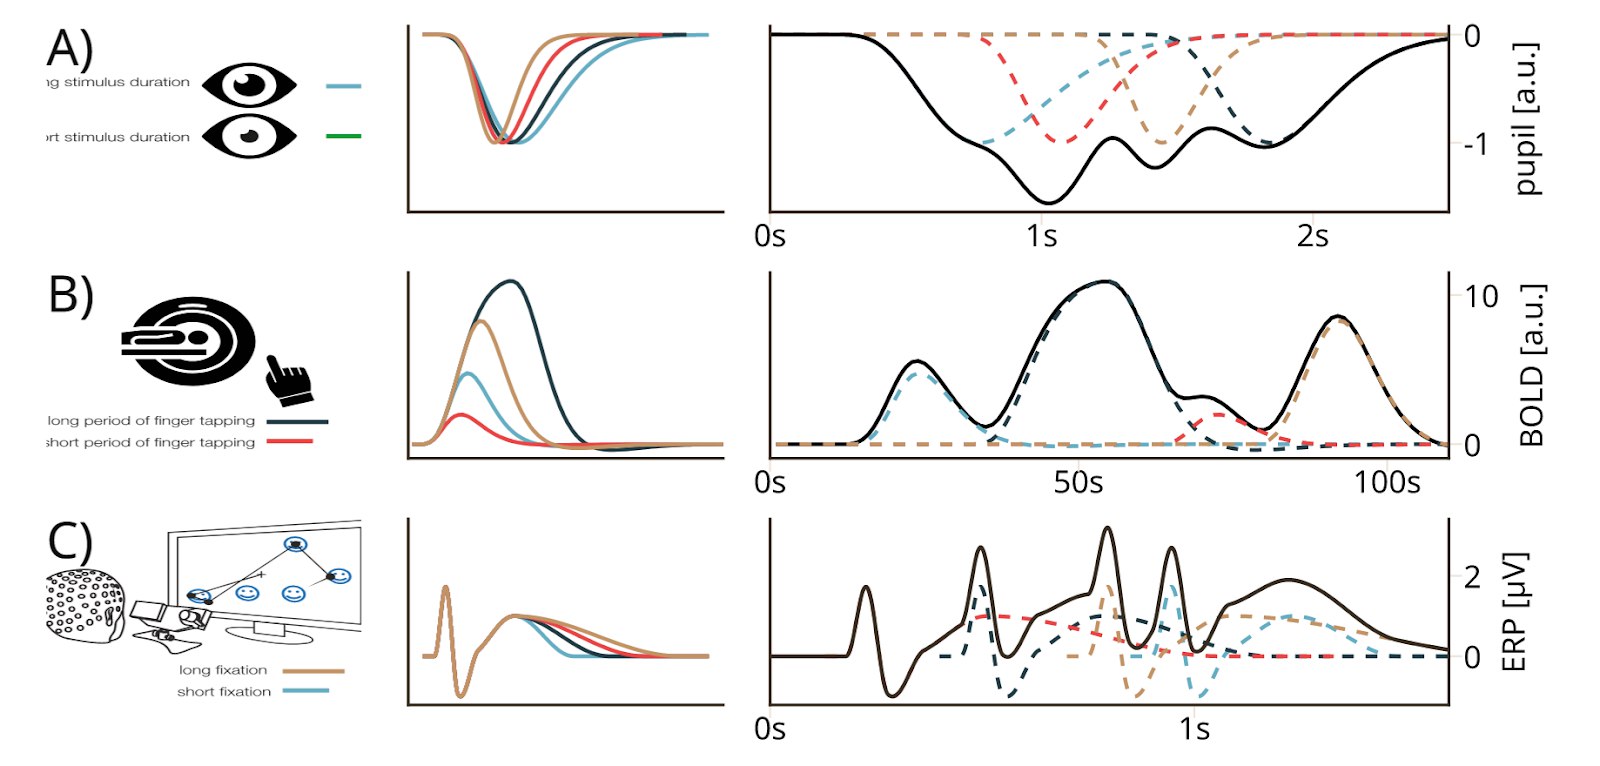 A)
stimulus duration
stimulus duration
0
-1
pupil [a.u.]
0s
1s
2s
B)
long period of finger tapping
short period of finger tapping
10
0
BOLD [a.u.]
0s
50s
100s
C)
long fixation
short fixation
2
0
ERP [µV]
0s
1s